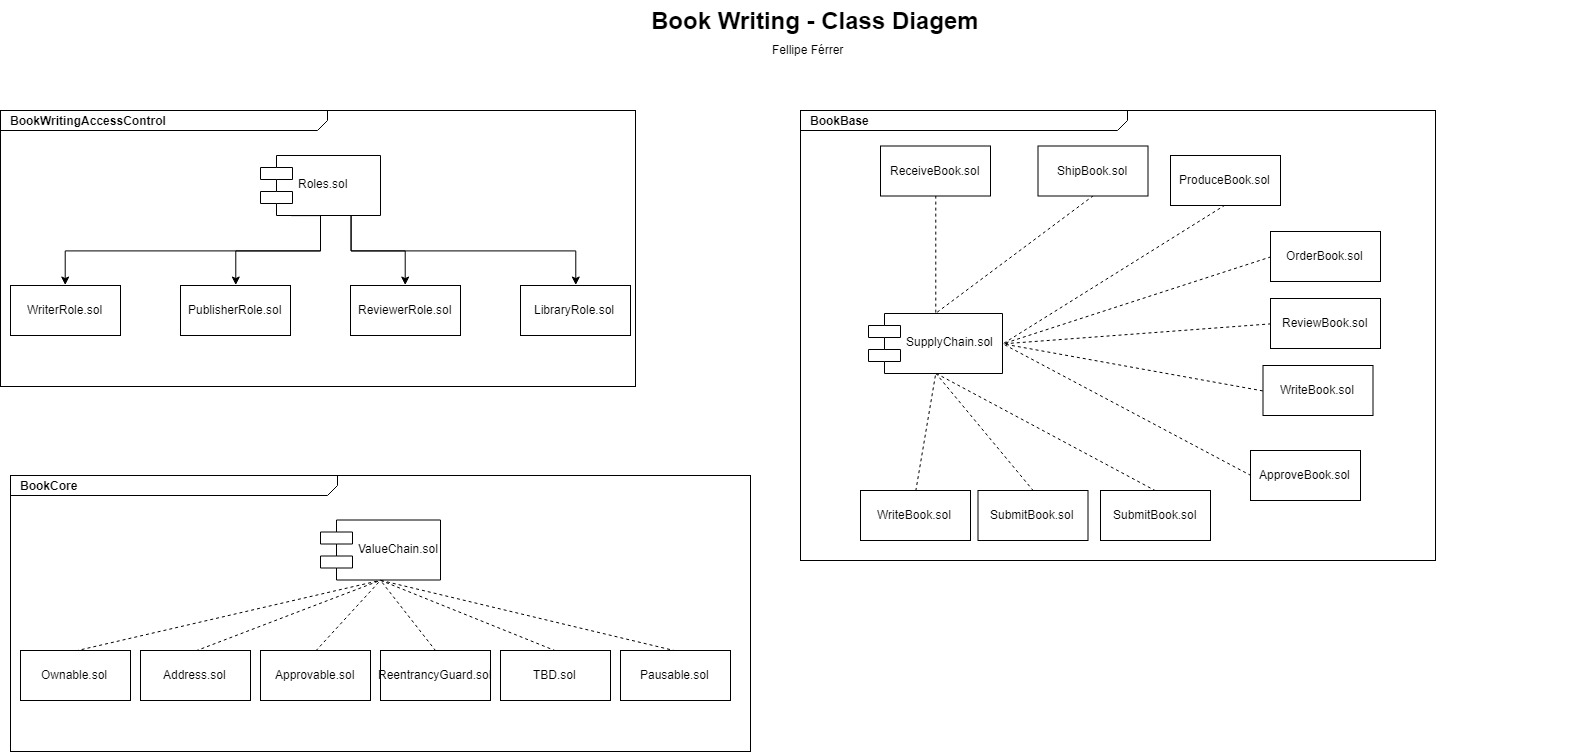 Book Writing - Class Diagem
Fellipe Férrer
BookWritingAccessControl
Roles.sol
WriterRole.sol
PublisherRole.sol
ReviewerRole.sol
LibraryRole.sol
BookBase
ReceiveBook.sol
ShipBook.sol
ProduceBook.sol
OrderBook.sol
ReviewBook.sol
SupplyChain.sol
WriteBook.sol
ApproveBook.sol
WriteBook.sol
SubmitBook.sol
SubmitBook.sol
BookCore
ValueChain.sol
Ownable.sol
Address.sol
Approvable.sol
ReentrancyGuard.sol
TBD.sol
Pausable.sol